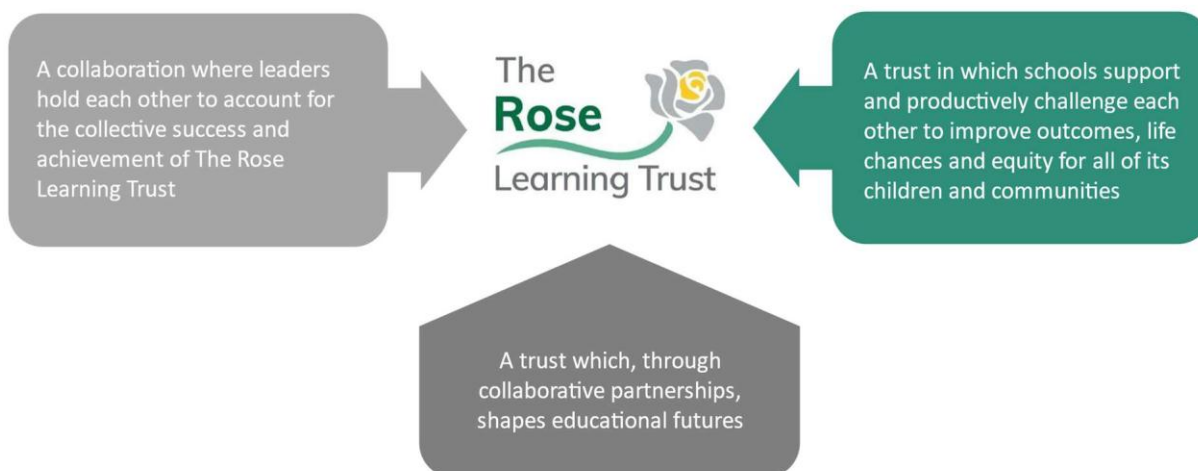 A collaboration where leaders
hold each other to account for
the collective success and
achievement of The Rose
Learning Trust
The
Rose
Learning Trust
A trust in which schools support
and productively challenge each
other to improve outcomes, life
chances and equity for all of its
children and communities
A trust which, through
collaborative partnerships,
shapes educational futures